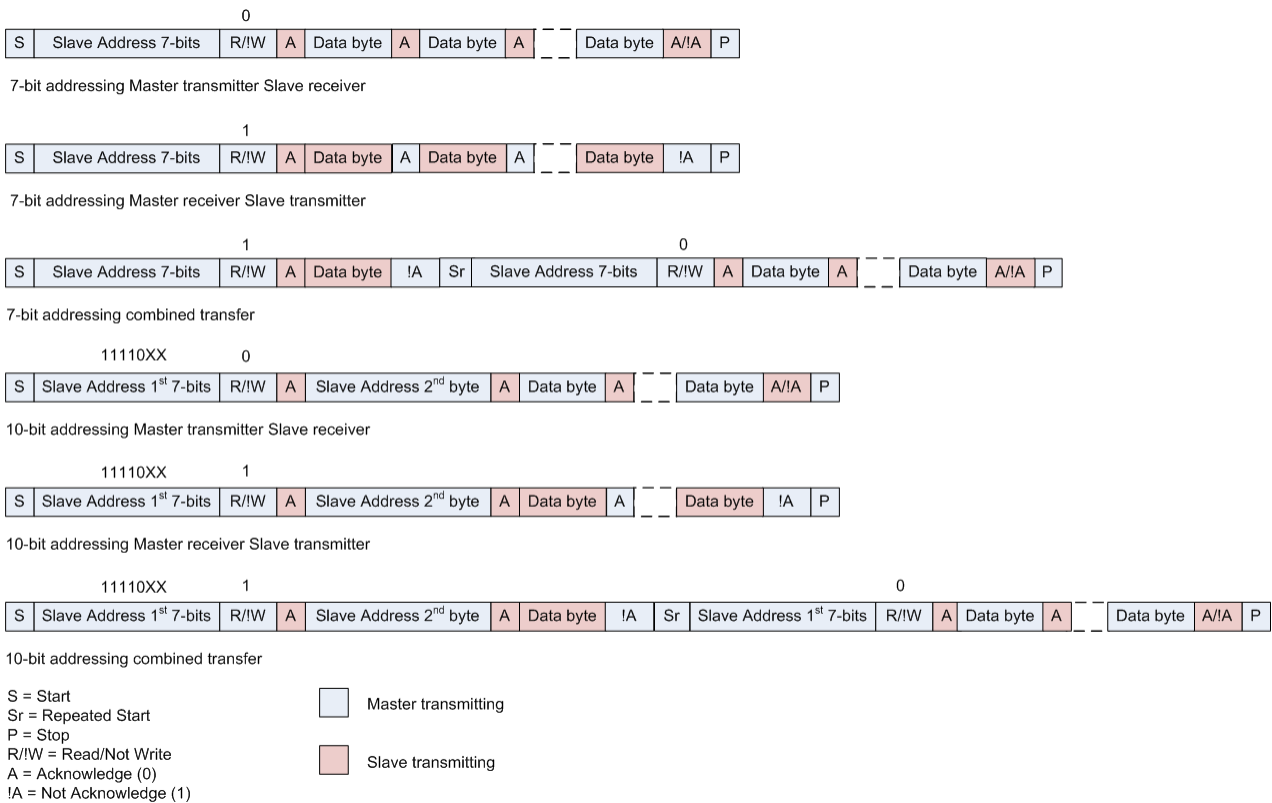 0
S Slave Address 7-bits R/!W A Data byte A Data byte A Data byte A/!A P
7-bit addressing Master transmitter Slave receiver
1
S Slave Address 7-bits R/!W A Data byte A Data byte A Data byte !A P
7-bit addressing Master receiver Slave transmitter
1 0
S Slave Address 7-bits R/!W A Data byte !A Sr Slave Address 7-bits R/!W A Data byte A Data byte A/!A P
7-bit addressing combined transfer
11110XX 0
S Slave Address 1st 7-bits R/!W A Slave Address 2nd byte A Data byte A Data byte A/!A P
10-bit addressing Master transmitter Slave receiver
11110XX 1
S Slave Address 1st 7-bits R/!W A Slave Address 2nd byte A Data byte A Data byte !A P
10-bit addressing Master receiver Slave transmitter
11110XX 1 0
S Slave Address 1st 7-bits R/!W A Slave Address 2nd byte A Data byte !A Sr Slave Address 1st 7-bits R/!W A Data byte A Data byte A/!A P
10-bit addressing combined transfer
S = Start
Sr = Repeated Start
P = Stop
R/!W = Read/Not Write
A = Acknowledge (0)
!A = Not Acknowledge (1)
Master transmitting
Slave transmitting